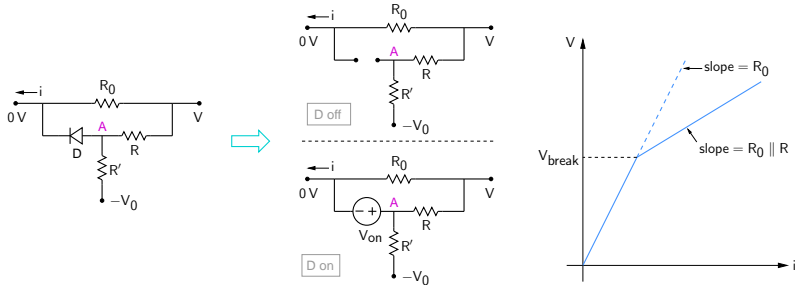 i
R₀
0 V
V
A
D
R
R′
−V₀
i
R₀
0 V
V
A
R
R′
−V₀
D off
i
R₀
0 V
V
A
R
Von
R′
−V₀
D on
V
slope = R₀
Vbreak
slope = R₀ ∥ R
i